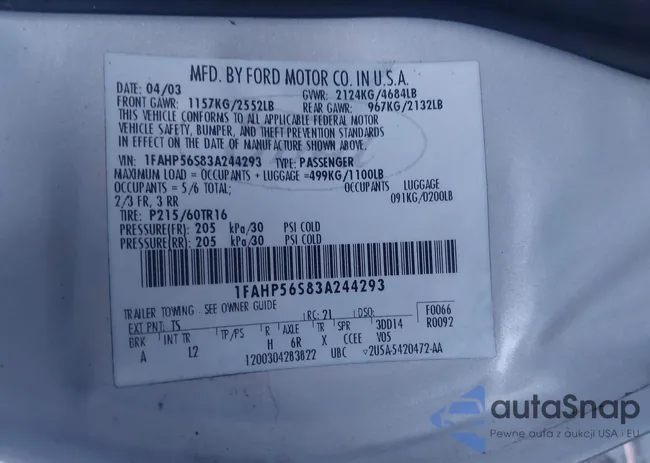 MFD. BY FORD MOTOR CO. IN U.S.A.
DATE: 04/03 GVWR: 2124KG/4684LB
FRONT GAWR: 1157KG/2552LB REAR GAWR: 967KG/2132LB
THIS VEHICLE CONFORMS TO ALL APPLICABLE FEDERAL MOTOR
VEHICLE SAFETY, BUMPER, AND THEFT PREVENTION STANDARDS
IN EFFECT ON THE DATE OF MANUFACTURE SHOWN ABOVE.
VIN: 1FAHP56S83A244293 TYPE: PASSENGER
MAXIMUM LOAD = OCCUPANTS + LUGGAGE =499KG/1100LB
OCCUPANTS = 5/6 TOTAL; OCCUPANTS LUGGAGE
2/3 FR, 3 RR 091KG/0200LB
TIRE: P215/60TR16
PRESSURE(FR): 205 kPa/30 PSI COLD
PRESSURE(RR): 205 kPa/30 PSI COLD
1FAHP56S83A244293
TRAILER TOWING - SEE OWNER GUIDE
EXT PNT: TS RC: 21 DSO: F0066
BRK INT TR TP/PS R AXLE TR SPR 3DD14 R0092
A L2 H 6R X CCEE V05
1200304283822 UBC 2U5A-5420472-AA
autaSnap
Pewne auta z aukcji USA i EU